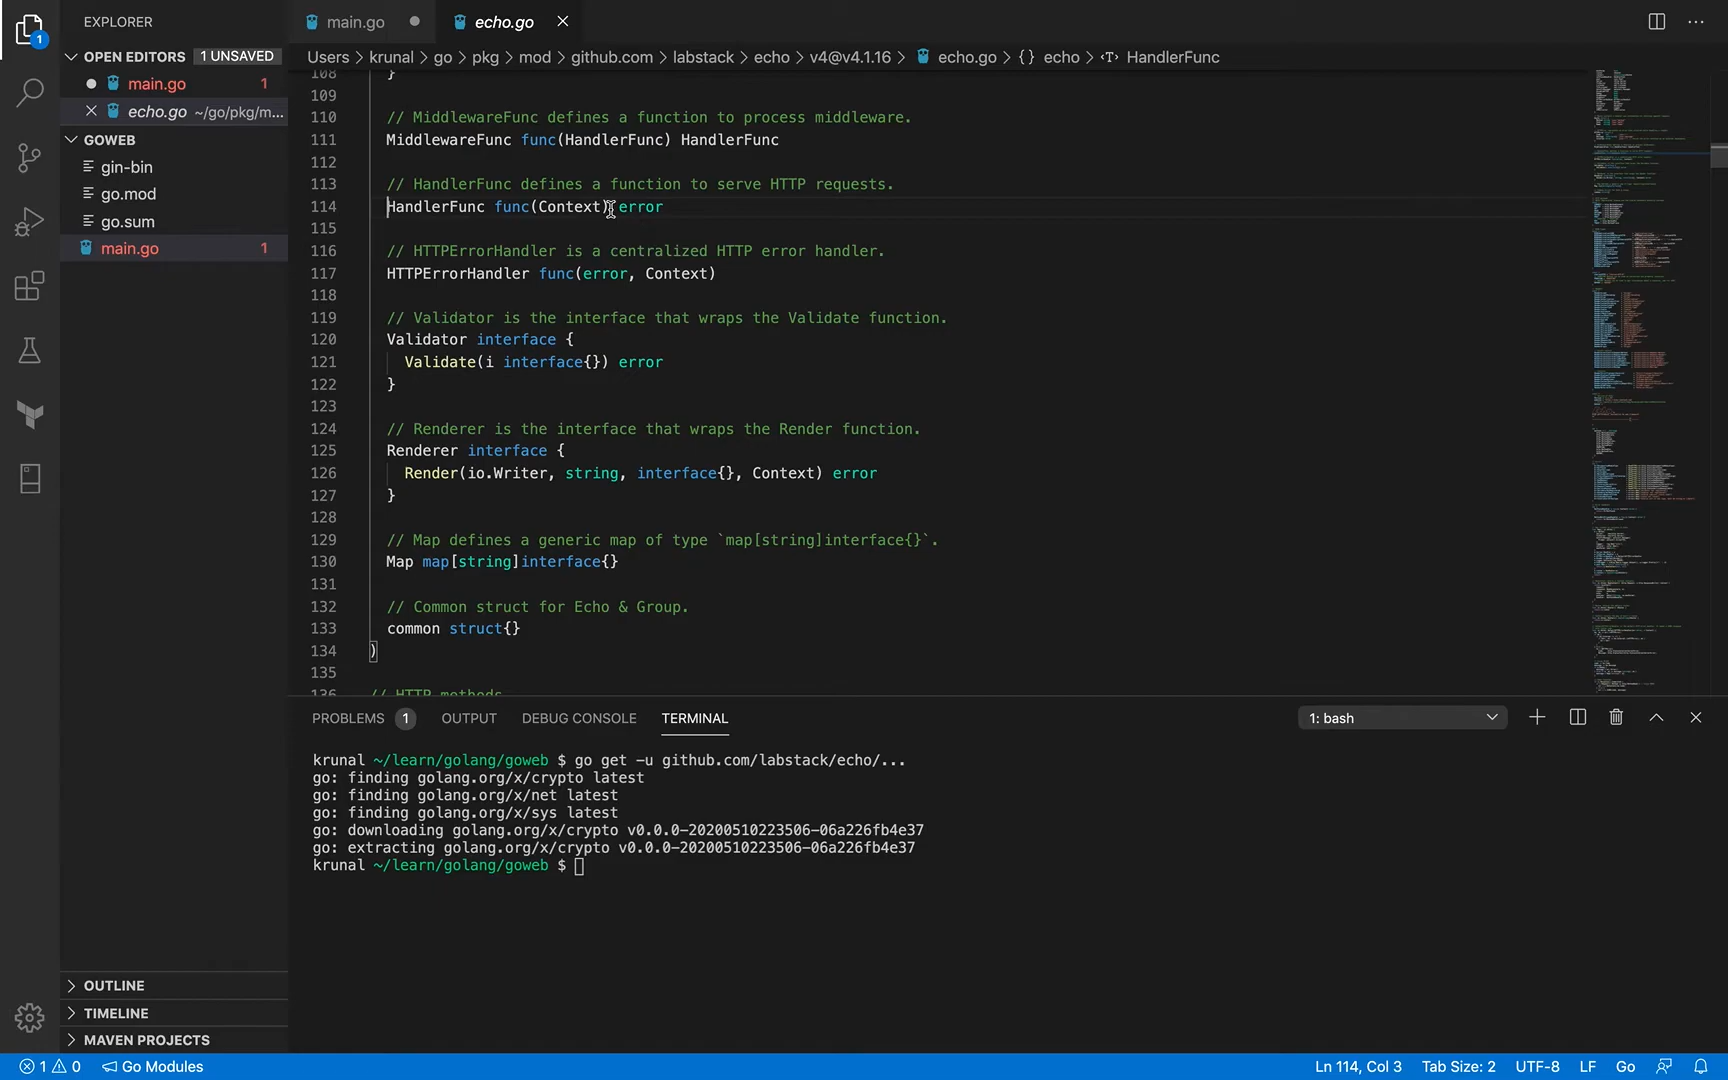 EXPLORER
main.go
echo.go
OPEN EDITORS 1 UNSAVED
main.go 1
echo.go ~/go/pkg/m...
GOWEB
gin-bin
go.mod
go.sum
main.go 1
OUTLINE
TIMELINE
MAVEN PROJECTS
1
Users > krunal > go > pkg > mod > github.com > labstack > echo > v4@v4.1.16 > echo.go > {} echo > HandlerFunc
108 }
109
110 // MiddlewareFunc defines a function to process middleware.
111 MiddlewareFunc func(HandlerFunc) HandlerFunc
112
113 // HandlerFunc defines a function to serve HTTP requests.
114 HandlerFunc func(Context) error
115
116 // HTTPErrorHandler is a centralized HTTP error handler.
117 HTTPErrorHandler func(error, Context)
118
119 // Validator is the interface that wraps the Validate function.
120 Validator interface {
121 Validate(i interface{}) error
122 }
123
124 // Renderer is the interface that wraps the Render function.
125 Renderer interface {
126 Render(io.Writer, string, interface{}, Context) error
127 }
128
129 // Map defines a generic map of type `map[string]interface{}`.
130 Map map[string]interface{}
131
132 // Common struct for Echo & Group.
133 common struct{}
134 )
135
136 // HTTP methods
PROBLEMS 1 OUTPUT DEBUG CONSOLE TERMINAL 1: bash
krunal ~/learn/golang/goweb $ go get -u github.com/labstack/echo/...
go: finding golang.org/x/crypto latest
go: finding golang.org/x/net latest
go: finding golang.org/x/sys latest
go: downloading golang.org/x/crypto v0.0.0-20200510223506-06a226fb4e37
go: extracting golang.org/x/crypto v0.0.0-20200510223506-06a226fb4e37
krunal ~/learn/golang/goweb $
1 0 Go Modules Ln 114, Col 3 Tab Size: 2 UTF-8 LF Go